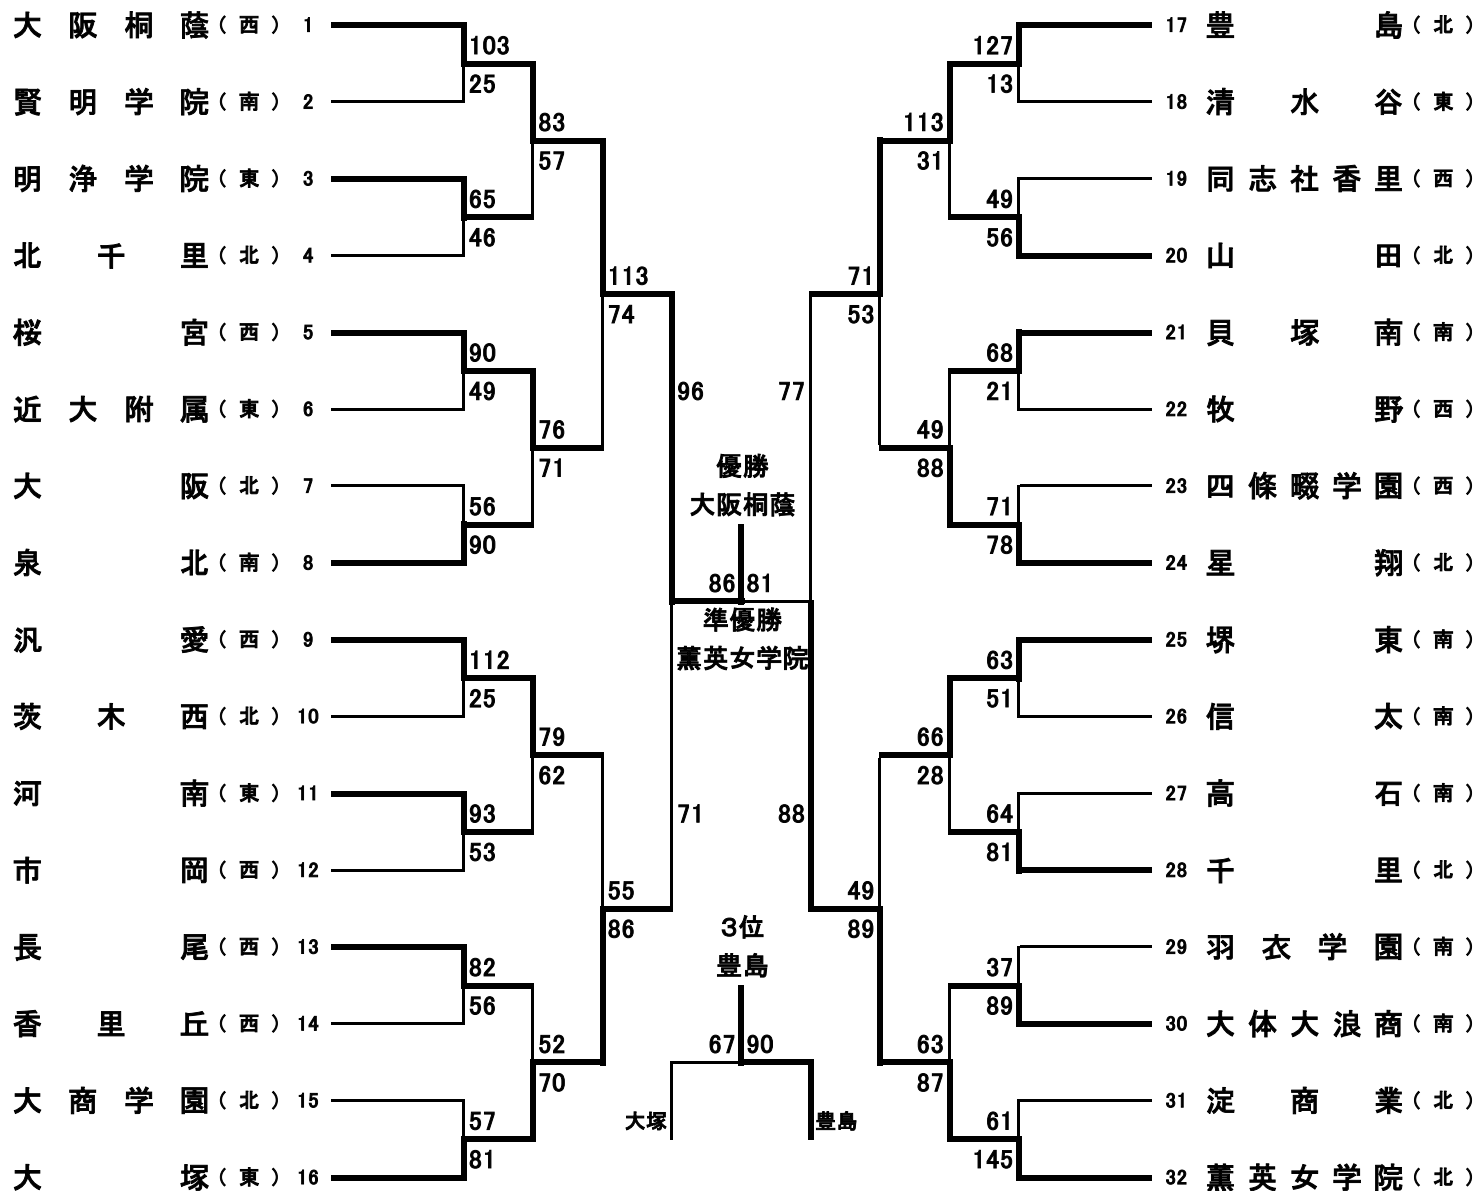 大阪桐蔭（西） 1
賢明学院（南） 2
明浄学院（東） 3
北千里（北） 4
桜宮（西） 5
近大附属（東） 6
大阪（北） 7
泉北（南） 8
汎愛（西） 9
茨木西（北） 10
河南（東） 11
市岡（西） 12
長尾（西） 13
香里丘（西） 14
大商学園（北） 15
大塚（東） 16
103
25
65
46
90
49
56
90
112
25
93
53
82
56
57
81
83
57
76
71
79
62
52
70
113
74
55
86
96
71
優勝
大阪桐蔭
86 81
準優勝
薫英女学院
3位
豊島
67 90
大塚 豊島
77
88
71
53
49
89
113
31
49
88
66
28
63
87
127
13
49
56
68
21
71
78
63
51
64
81
37
89
61
145
17 豊島（北）
18 清水谷（東）
19 同志社香里（西）
20 山田（北）
21 貝塚南（南）
22 牧野（西）
23 四條畷学園（西）
24 星翔（北）
25 堺東（南）
26 信太（南）
27 高石（南）
28 千里（北）
29 羽衣学園（南）
30 大体大浪商（南）
31 淀商業（北）
32 薫英女学院（北）